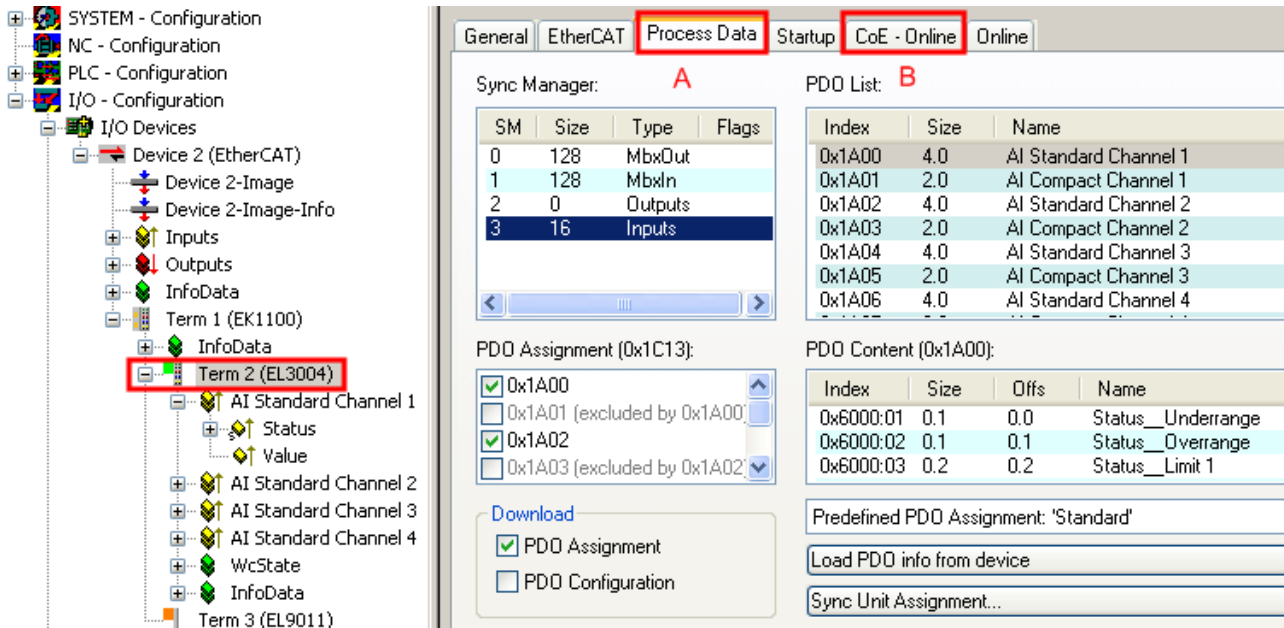 SYSTEM - Configuration
NC - Configuration
PLC - Configuration
I/O - Configuration
I/O Devices
Device 2 (EtherCAT)
Device 2-Image
Device 2-Image-Info
Inputs
Outputs
InfoData
Term 1 (EK1100)
InfoData
Term 2 (EL3004)
AI Standard Channel 1
Status
Value
AI Standard Channel 2
AI Standard Channel 3
AI Standard Channel 4
WcState
InfoData
Term 3 (EL9011)
General EtherCAT Process Data Startup CoE - Online Online
A B
Sync Manager:
SM Size Type Flags
0 128 MbxOut
1 128 MbxIn
2 0 Outputs
3 16 Inputs
PDO List:
Index Size Name
0x1A00 4.0 AI Standard Channel 1
0x1A01 2.0 AI Compact Channel 1
0x1A02 4.0 AI Standard Channel 2
0x1A03 2.0 AI Compact Channel 2
0x1A04 4.0 AI Standard Channel 3
0x1A05 2.0 AI Compact Channel 3
0x1A06 4.0 AI Standard Channel 4
PDO Assignment (0x1C13):
0x1A00
0x1A01 (excluded by 0x1A00)
0x1A02
0x1A03 (excluded by 0x1A02)
PDO Content (0x1A00):
Index Size Offs Name
0x6000:01 0.1 0.0 Status__Underrange
0x6000:02 0.1 0.1 Status__Overrange
0x6000:03 0.2 0.2 Status__Limit 1
Download
PDO Assignment
PDO Configuration
Predefined PDO Assignment: 'Standard'
Load PDO info from device
Sync Unit Assignment...